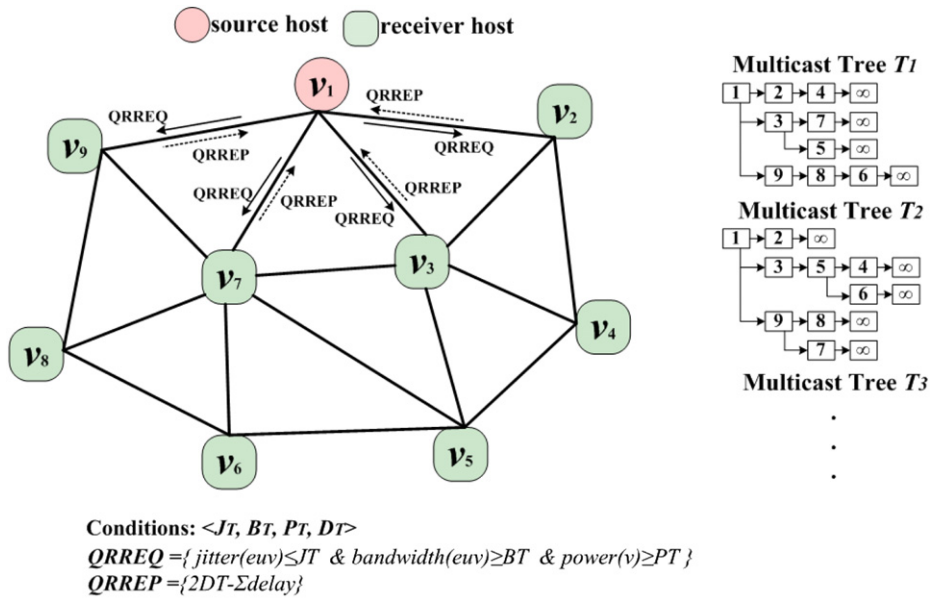 source host receiver host
v1
v2
v3
v4
v5
v6
v7
v8
v9
QRREQ
QRREP
QRREP
QRREQ
QRREQ
QRREP
QRREP
QRREQ
Multicast Tree T1
1 2 4 ∞
3 7 ∞
5 ∞
9 8 6 ∞
Multicast Tree T2
1 2 ∞
3 5 4 ∞
6 ∞
9 8 ∞
7 ∞
Multicast Tree T3
.
.
.
Conditions: <JT, BT, PT, DT>
QRREQ ={ jitter(euv)≤JT & bandwidth(euv)≥BT & power(v)≥PT }
QRREP ={2DT-Σdelay}